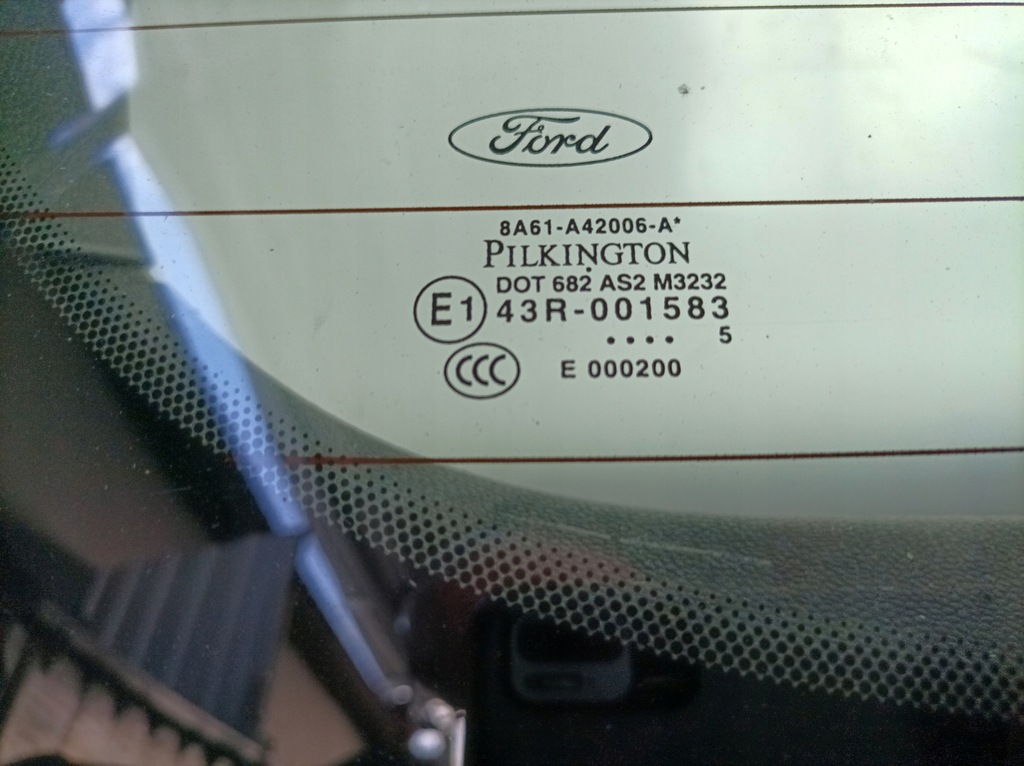 Ford
8A61-A42006-A*
PILKINGTON
DOT 682 AS2 M3232
E1 43R-001583
.... 5
CCC E 000200